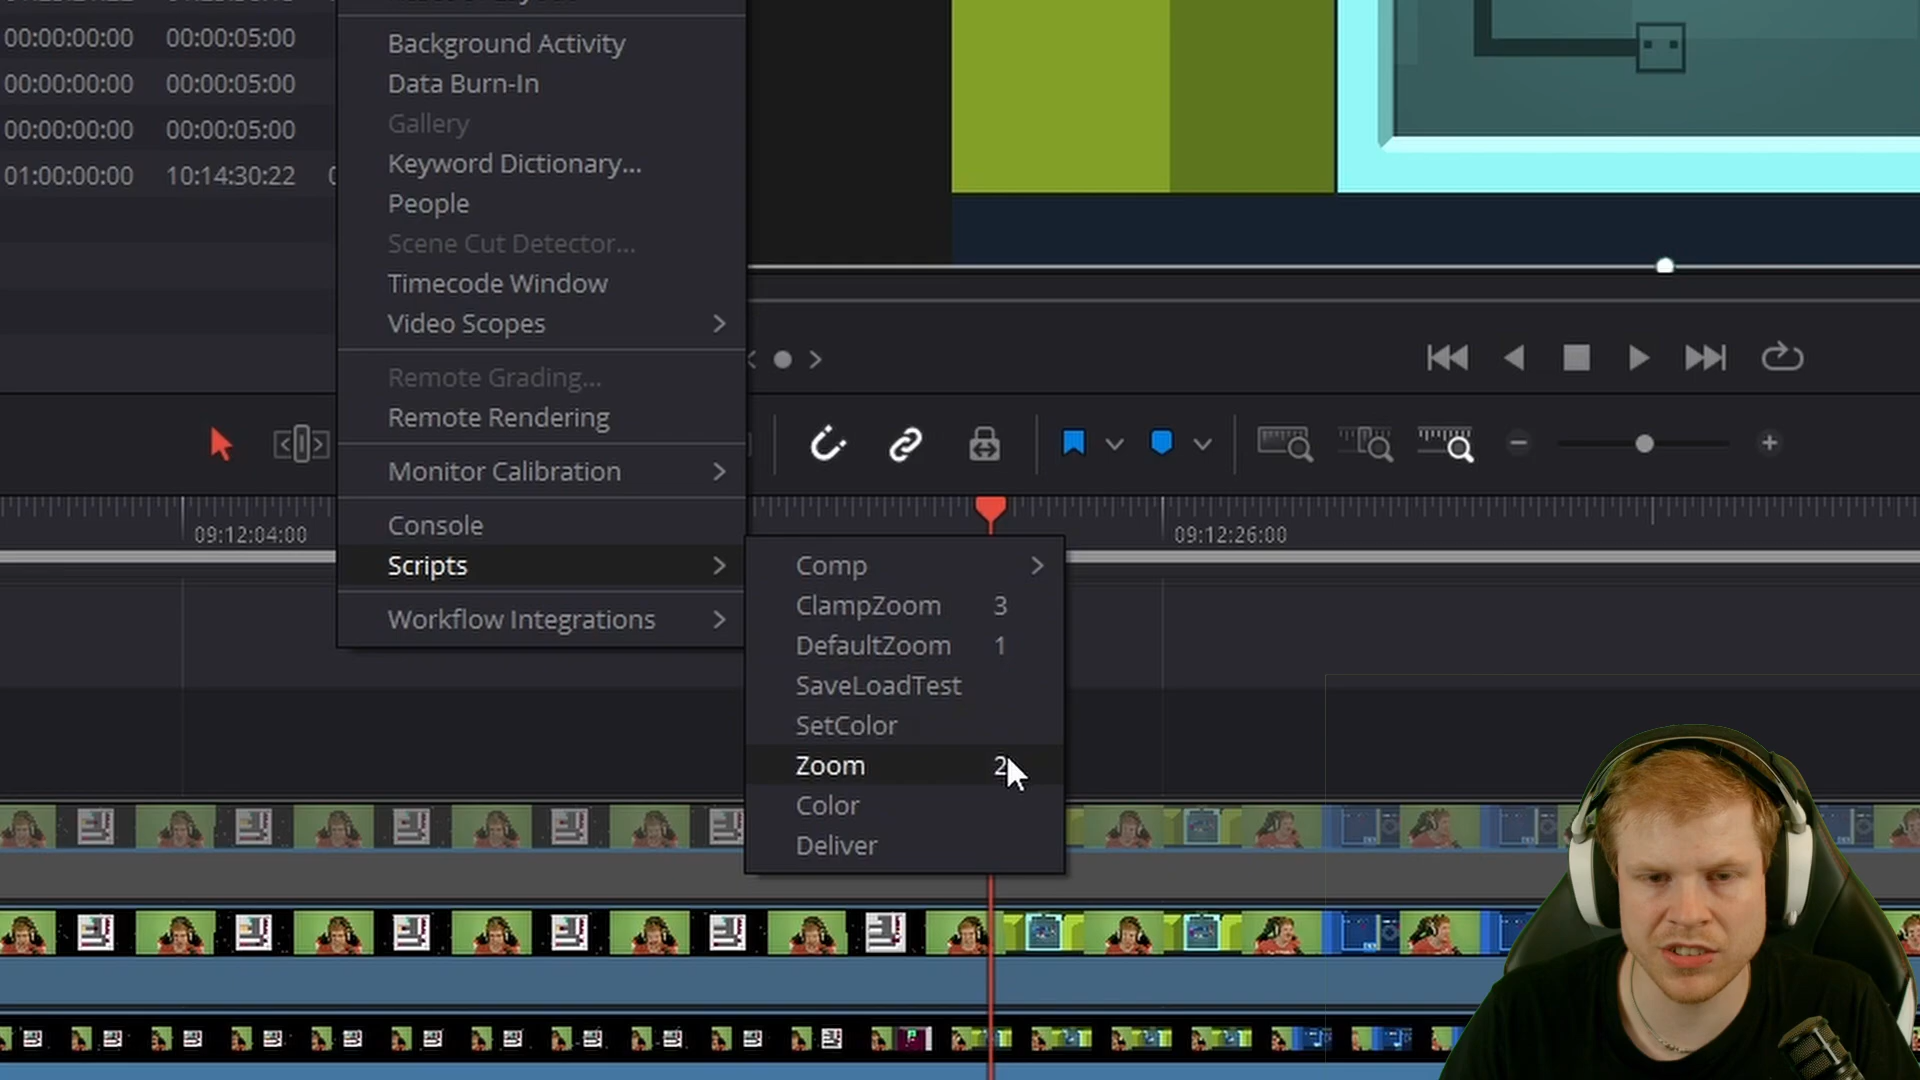 00:00:00:00 00:00:05:00
00:00:00:00 00:00:05:00
00:00:00:00 00:00:05:00
01:00:00:00 10:14:30:22
Background Activity
Data Burn-In
Gallery
Keyword Dictionary...
People
Scene Cut Detector...
Timecode Window
Video Scopes
Remote Grading...
Remote Rendering
Monitor Calibration
Console
Scripts
Workflow Integrations
09:12:04:00
09:12:26:00
Comp
ClampZoom 3
DefaultZoom 1
SaveLoadTest
SetColor
Zoom 2
Color
Deliver